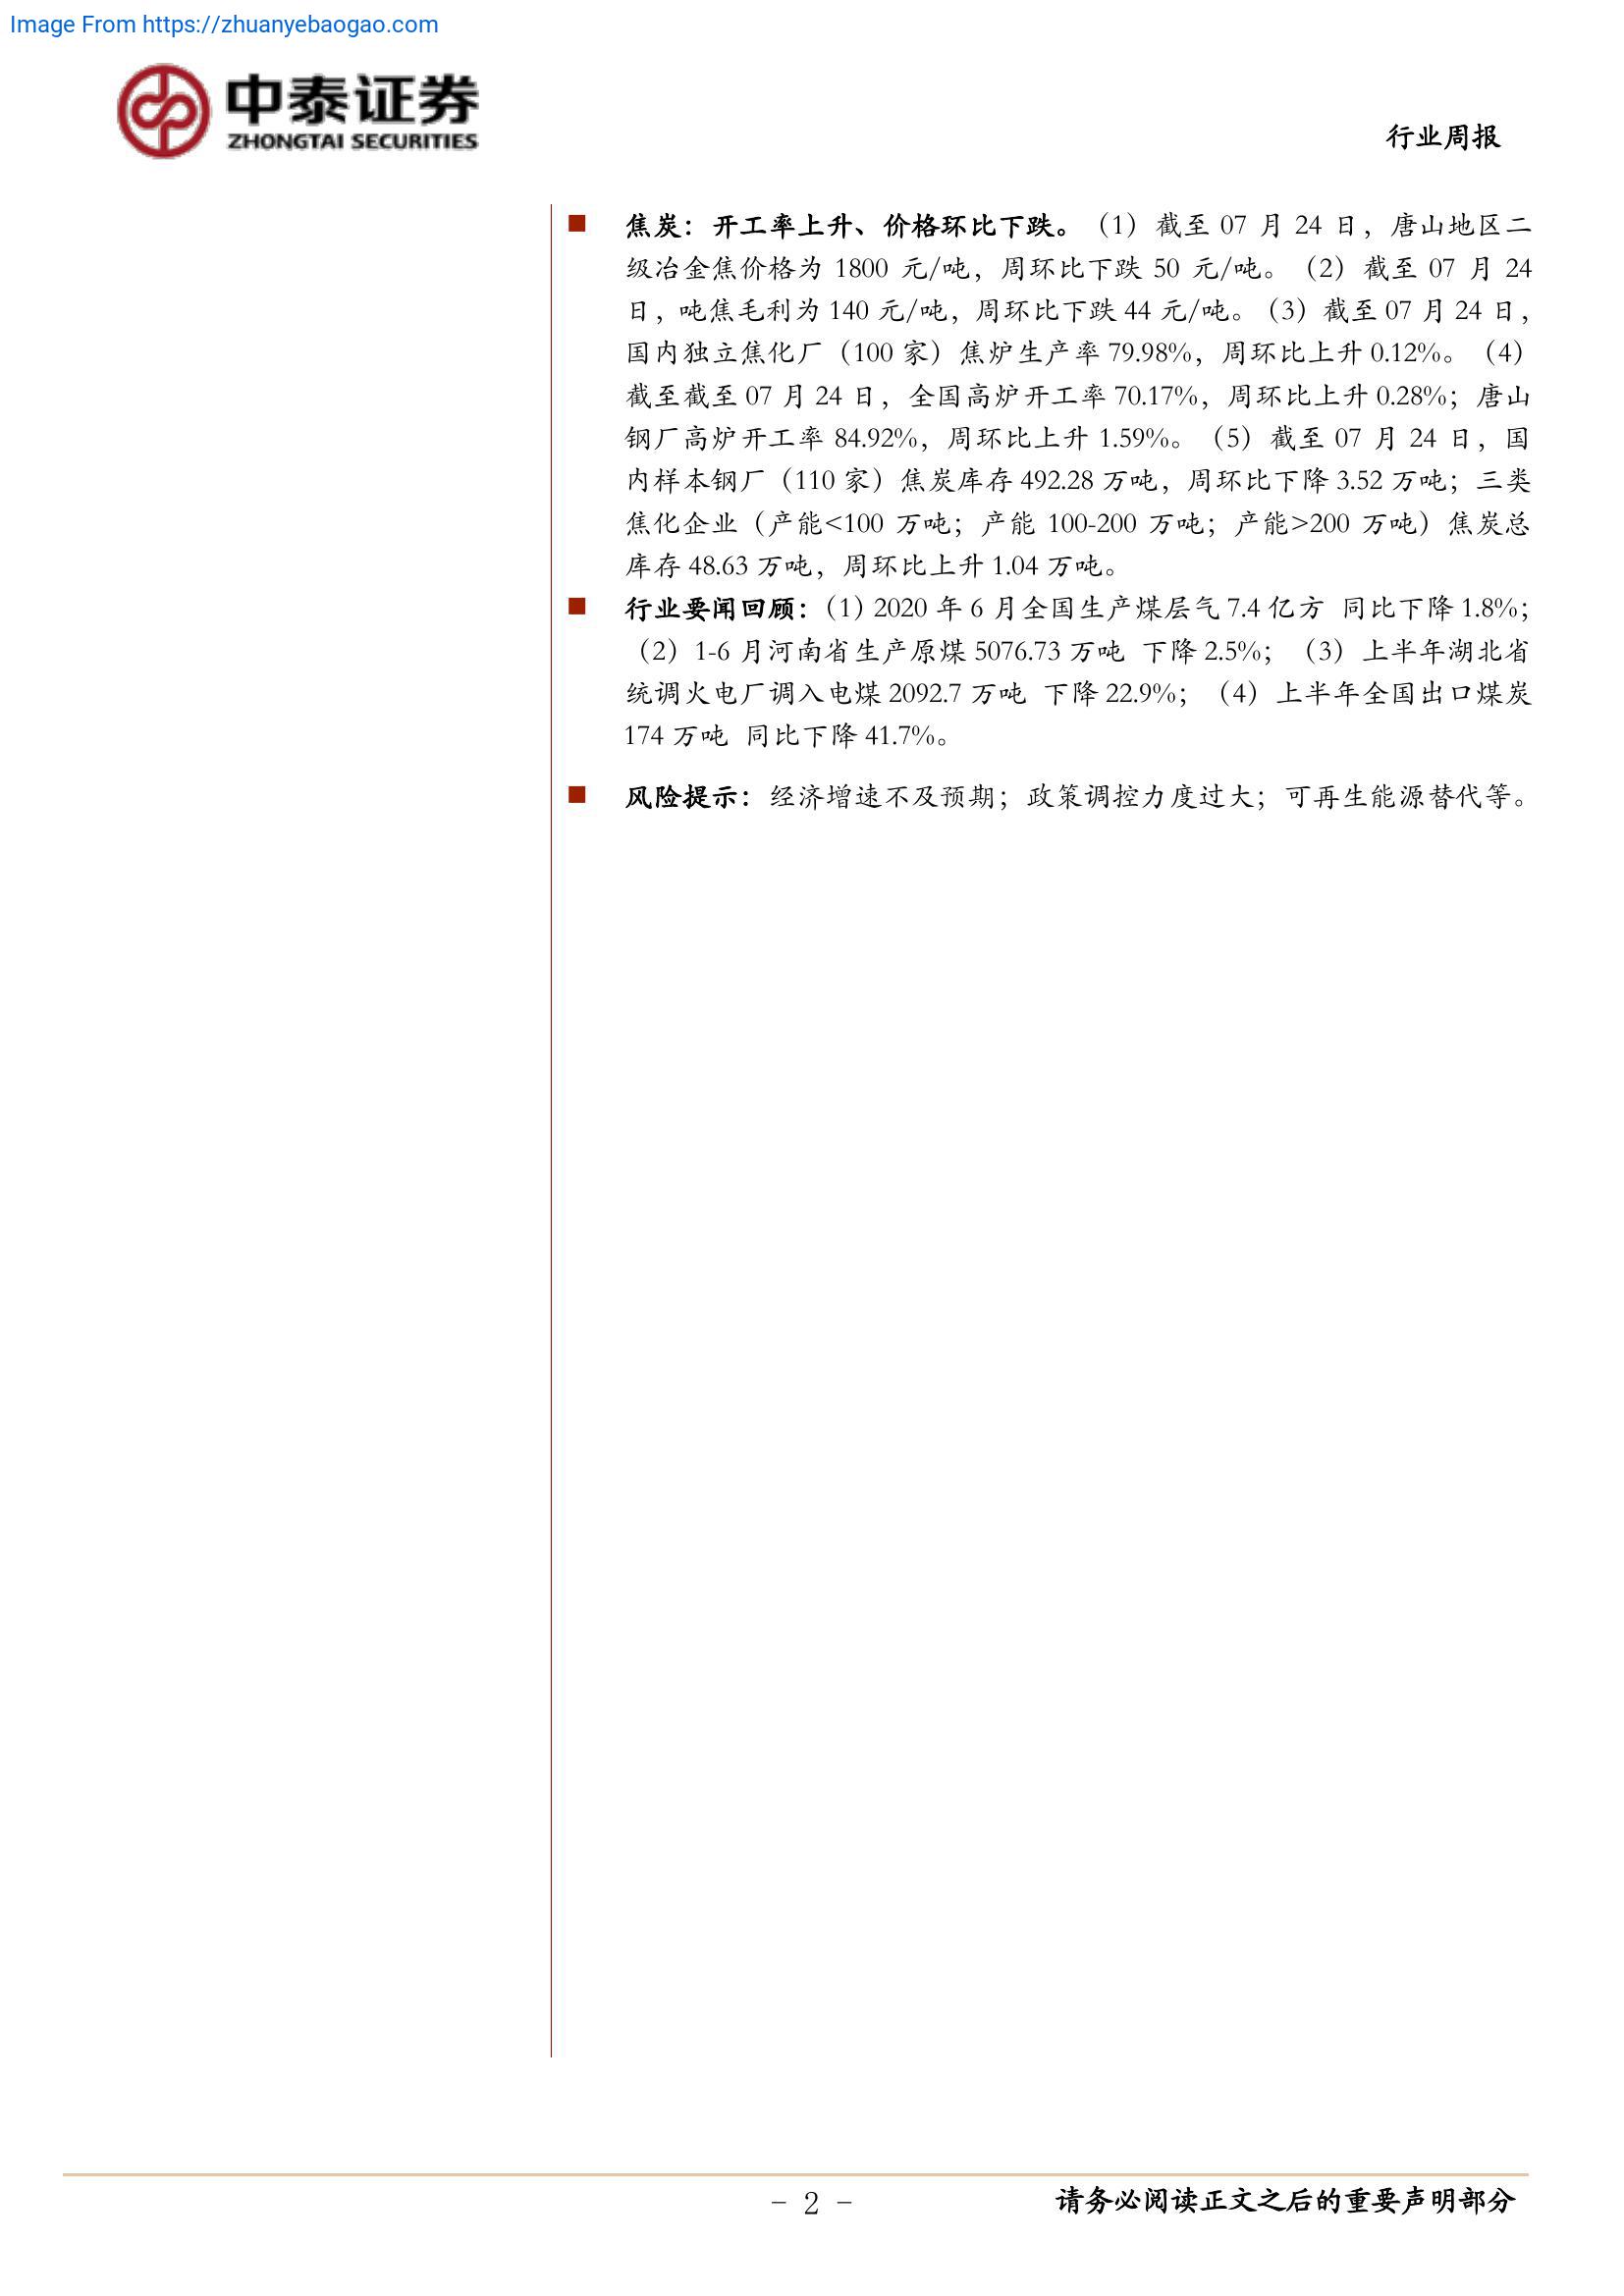 Image From https://zhuanyebaogao.com
中泰证券
ZHONGTAI SECURITIES
行业周报
■ 焦炭：开工率上升、价格环比下跌。（1）截至 07 月 24 日，唐山地区二
级冶金焦价格为 1800 元/吨，周环比下跌 50 元/吨。（2）截至 07 月 24
日，吨焦毛利为 140 元/吨，周环比下跌 44 元/吨。（3）截至 07 月 24 日，
国内独立焦化厂（100 家）焦炉生产率 79.98%，周环比上升 0.12%。（4）
截至截至 07 月 24 日，全国高炉开工率 70.17%，周环比上升 0.28%；唐山
钢厂高炉开工率 84.92%，周环比上升 1.59%。（5）截至 07 月 24 日，国
内样本钢厂（110 家）焦炭库存 492.28 万吨，周环比下降 3.52 万吨；三类
焦化企业（产能<100 万吨；产能 100-200 万吨；产能>200 万吨）焦炭总
库存 48.63 万吨，周环比上升 1.04 万吨。
■ 行业要闻回顾：（1）2020 年 6 月全国生产煤层气 7.4 亿方 同比下降 1.8%；
（2）1-6 月河南省生产原煤 5076.73 万吨 下降 2.5%；（3）上半年湖北省
统调火电厂调入电煤 2092.7 万吨 下降 22.9%；（4）上半年全国出口煤炭
174 万吨 同比下降 41.7%。
■ 风险提示：经济增速不及预期；政策调控力度过大；可再生能源替代等。
- 2 -
请务必阅读正文之后的重要声明部分